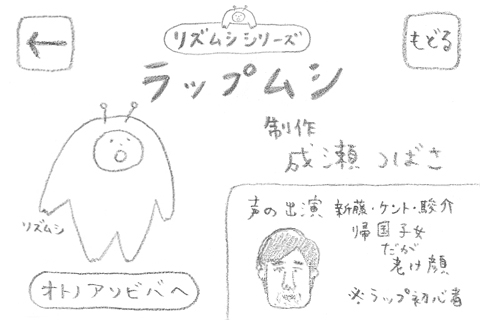 リズムシシリーズ
もどる
ラップムシ
制作
成瀬 つばさ
リズムシ
オトノアソビバへ
声の出演 新藤・ケント・駿介
帰国子女
だが
老け顔
※ラップ初心者